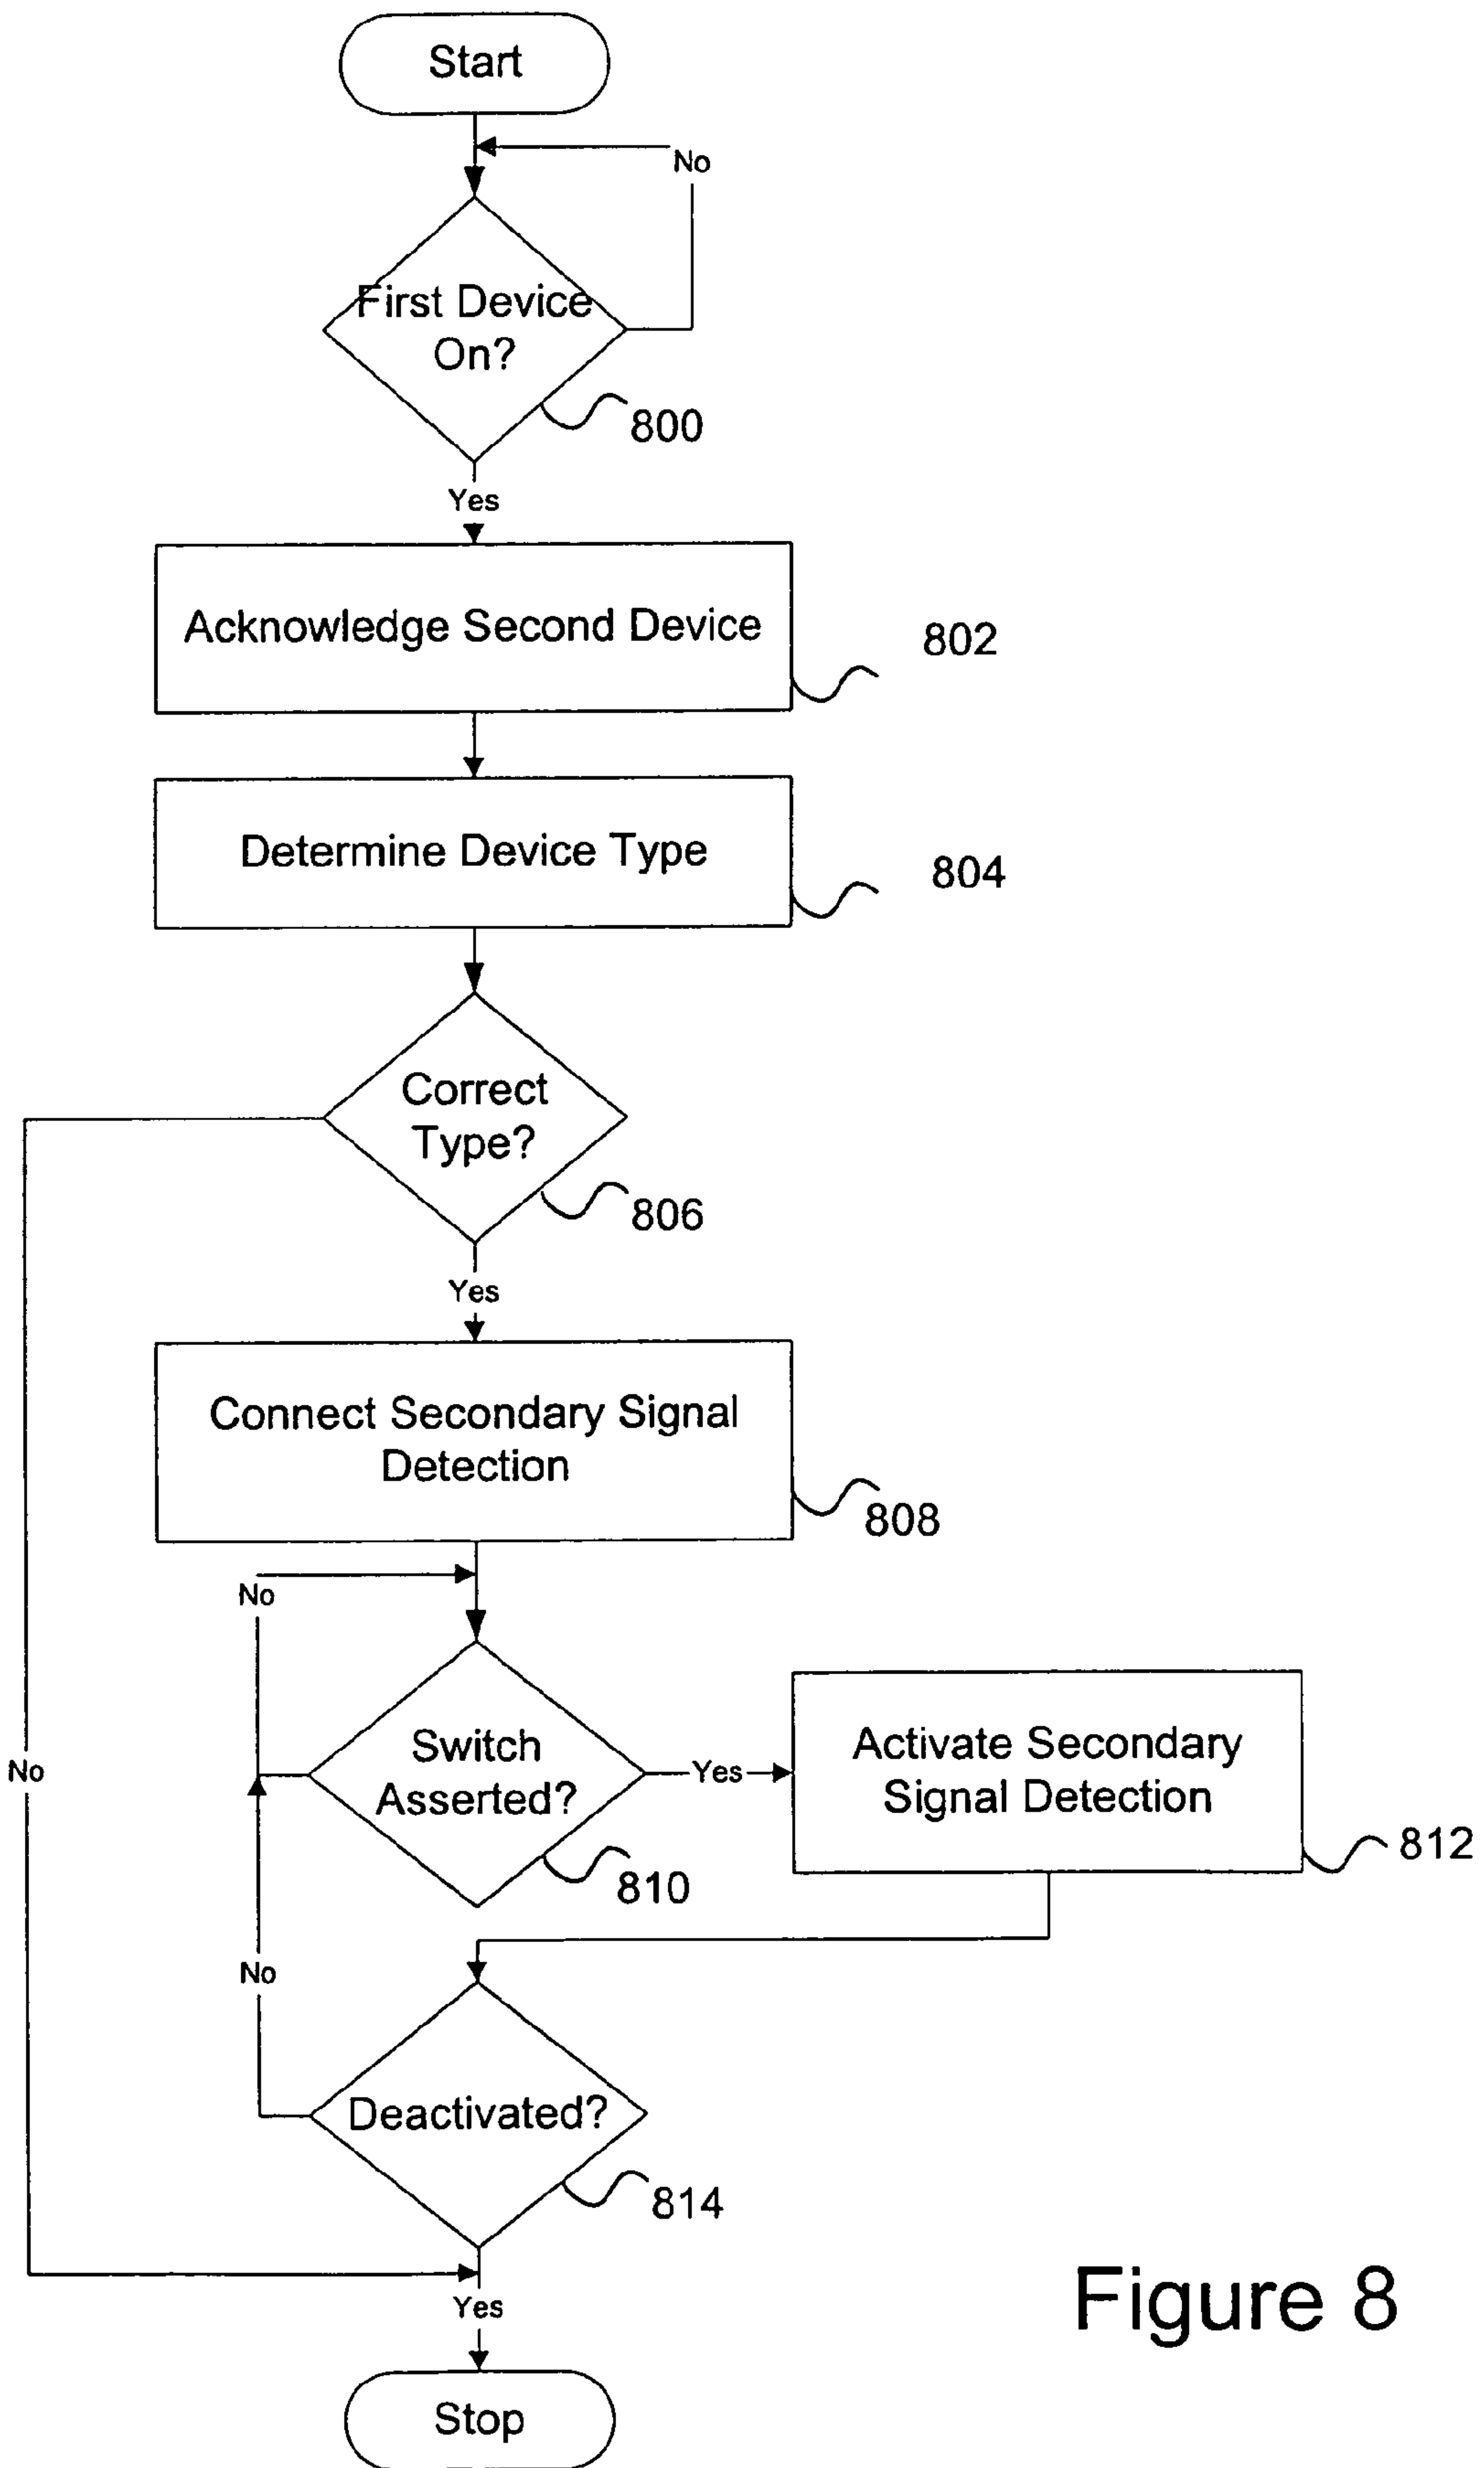 Start
No
First Device
On?
800
Yes
Acknowledge Second Device
802
Determine Device Type
804
Correct
Type?
806
Yes
Connect Secondary Signal
Detection
808
No
Switch
Asserted?
810
Yes
Activate Secondary
Signal Detection
812
No
No
Deactivated?
814
Yes
Stop
Figure 8